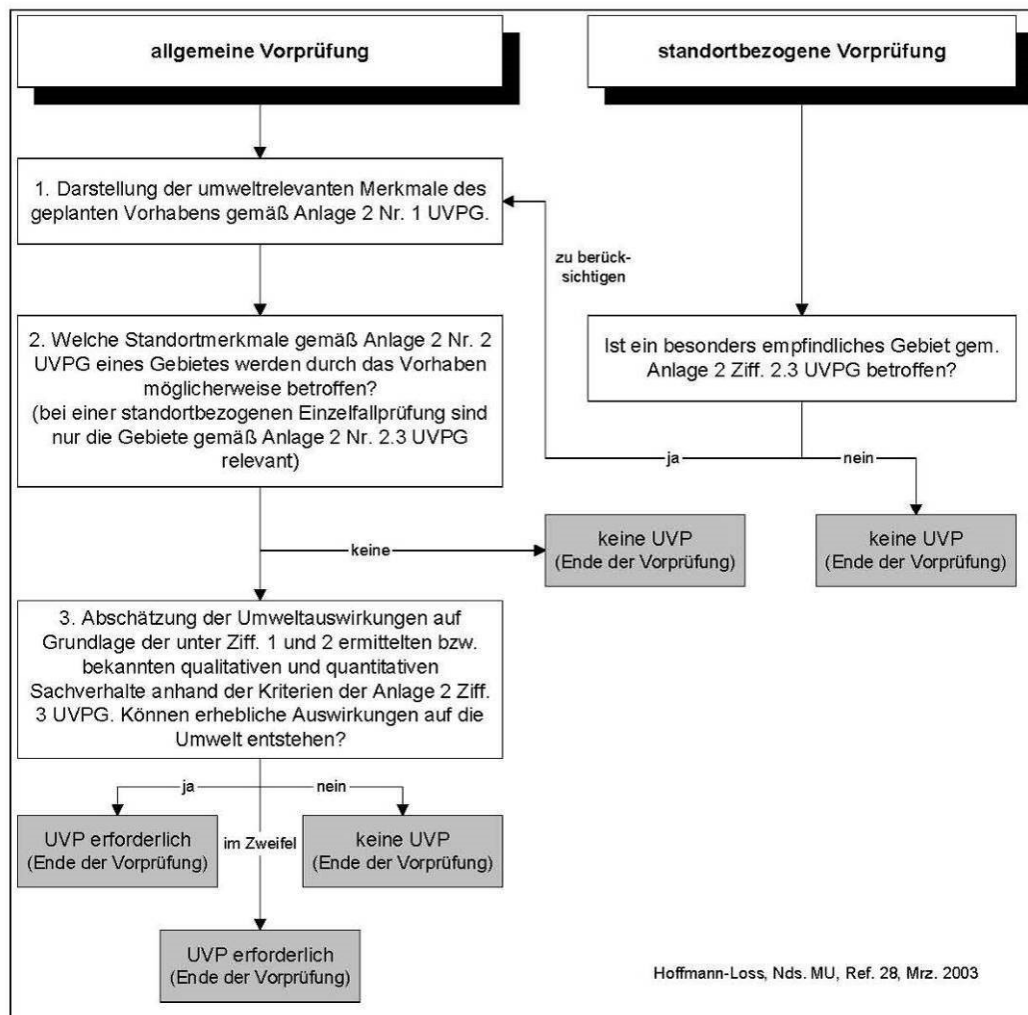 allgemeine Vorprüfung
standortbezogene Vorprüfung
1. Darstellung der umweltrelevanten Merkmale des
geplanten Vorhabens gemäß Anlage 2 Nr. 1 UVPG.
zu berück-
sichtigen
2. Welche Standortmerkmale gemäß Anlage 2 Nr. 2
UVPG eines Gebietes werden durch das Vorhaben
möglicherweise betroffen?
(bei einer standortbezogenen Einzelfallprüfung sind
nur die Gebiete gemäß Anlage 2 Nr. 2.3 UVPG
relevant)
Ist ein besonders empfindliches Gebiet gem.
Anlage 2 Ziff. 2.3 UVPG betroffen?
ja
nein
keine
keine UVP
(Ende der Vorprüfung)
keine UVP
(Ende der Vorprüfung)
3. Abschätzung der Umweltauswirkungen auf
Grundlage der unter Ziff. 1 und 2 ermittelten bzw.
bekannten qualitativen und quantitativen
Sachverhalte anhand der Kriterien der Anlage 2 Ziff.
3 UVPG. Können erhebliche Auswirkungen auf die
Umwelt entstehen?
ja
nein
UVP erforderlich
(Ende der Vorprüfung)
im Zweifel
keine UVP
(Ende der Vorprüfung)
UVP erforderlich
(Ende der Vorprüfung)
Hoffmann-Loss, Nds. MU, Ref. 28, Mrz. 2003